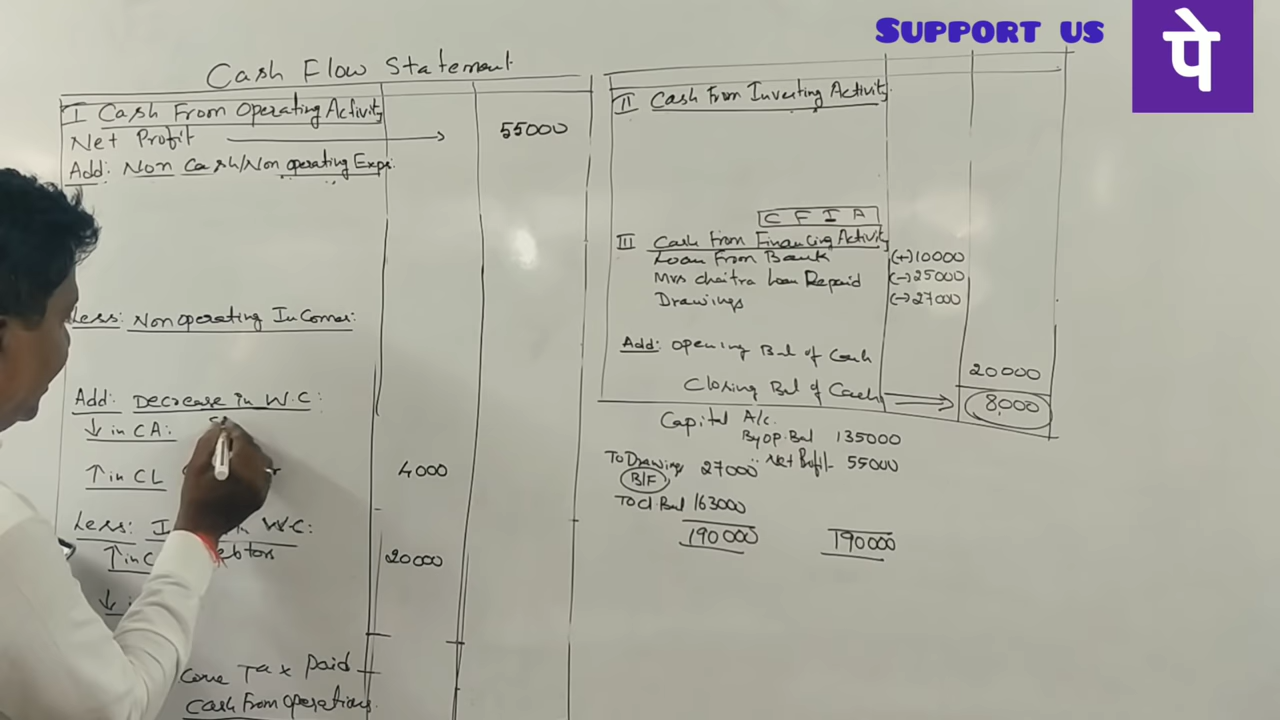 SUPPORT US
पे
Cash Flow Statement
I Cash From Operating Activity
Net Profit 55000
Add: Non Cash/Non operating Exps:
Less: Non operating Incomes:
Add: Decrease in W.C:
↓ in CA:
↑ in CL 4000
Less: in W.C:
↑ in 20000
↓
Tax paid
Cash From operations
II Cash From Investing Activity
C F I A
III Cash From Financing Activity
Loan From Bank (+) 10000
Mrs chaitra Loan Repaid (-) 25000
Drawings (-) 27000
Add: Opening Bal of Cash 20000
Closing Bal of Cash 8,000
Capital A/c.
By op. Bal 135000
To Drawings 27000 " Net Profit 55000
B/F
To Cl. Bal 163000
190000 190000